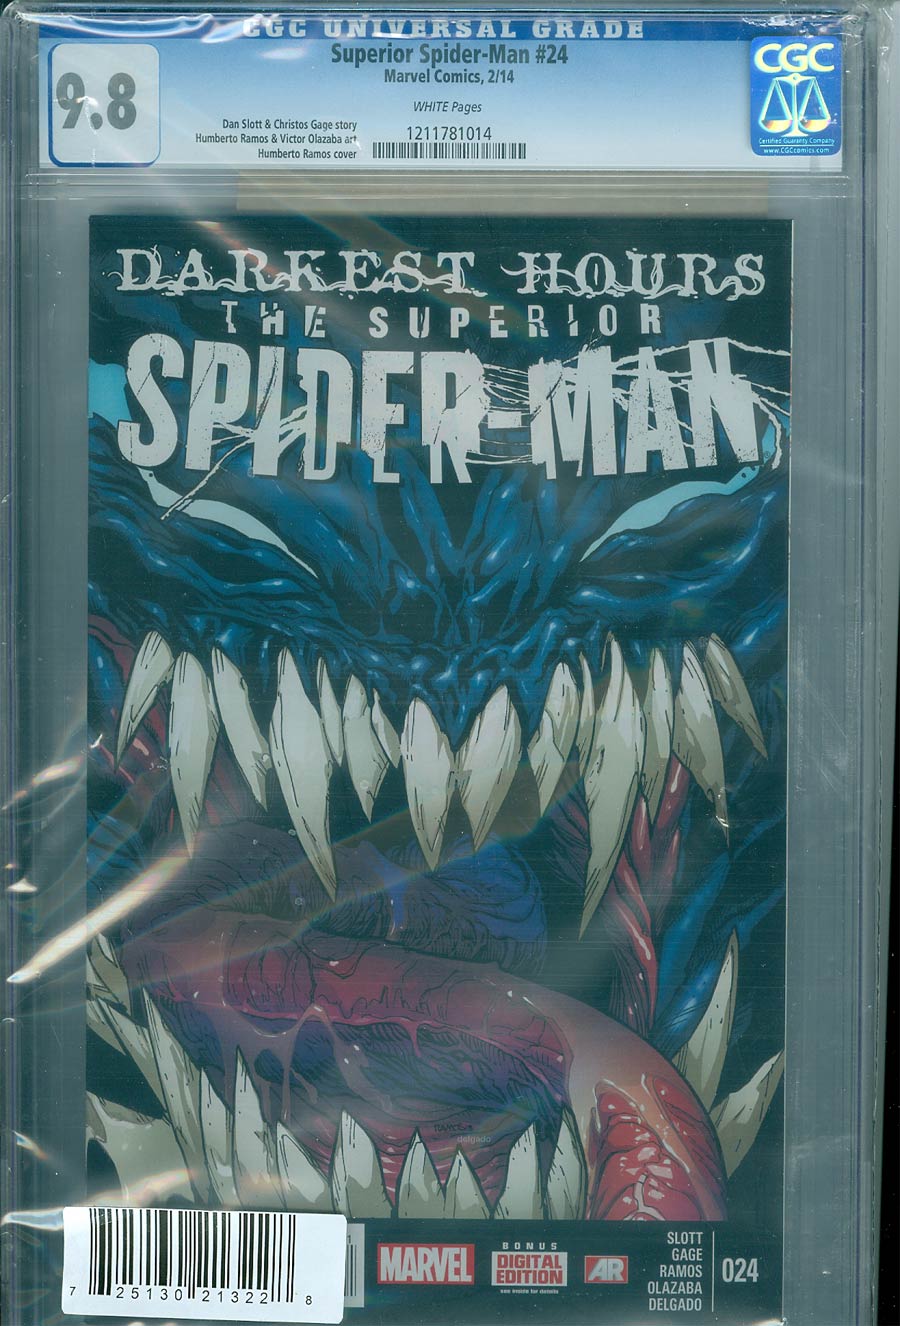 CGC UNIVERSAL GRADE
Superior Spider-Man #24
Marvel Comics, 2/14
9.8
WHITE Pages
Dan Slott & Christos Gage story
Humberto Ramos & Victor Olazaba art
Humberto Ramos cover
1211781014
CGC
Certified Guaranty Company
www.CGCcomics.com
DARKEST HOURS
THE SUPERIOR
SPIDER-MAN
RAMOS
delgado
MARVEL
BONUS
DIGITAL
EDITION
see inside for details
AR
SLOTT
GAGE
RAMOS
OLAZABA
DELGADO
024
7 25130 21322 8